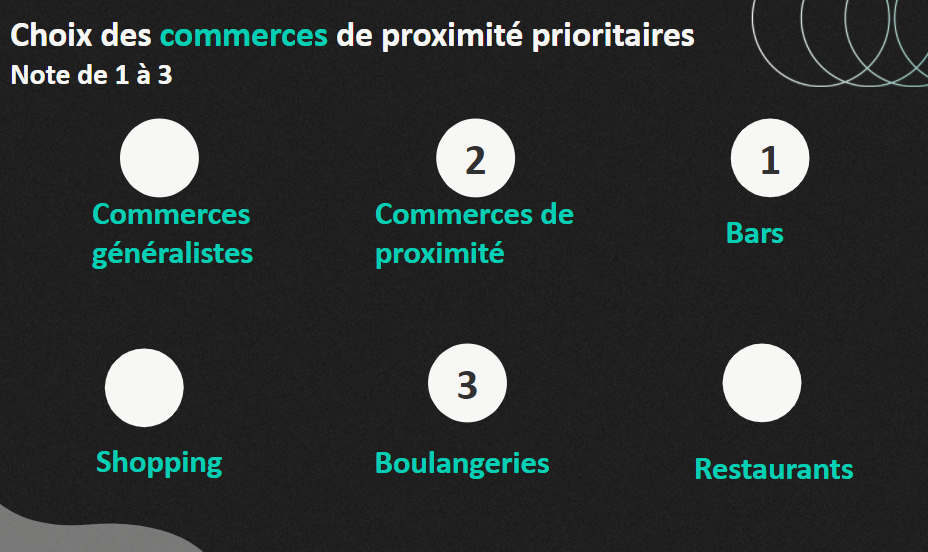 Choix des commerces de proximité prioritaires
Note de 1 à 3
2
1
Commerces
généralistes
Commerces de
proximité
Bars
3
Shopping
Boulangeries
Restaurants